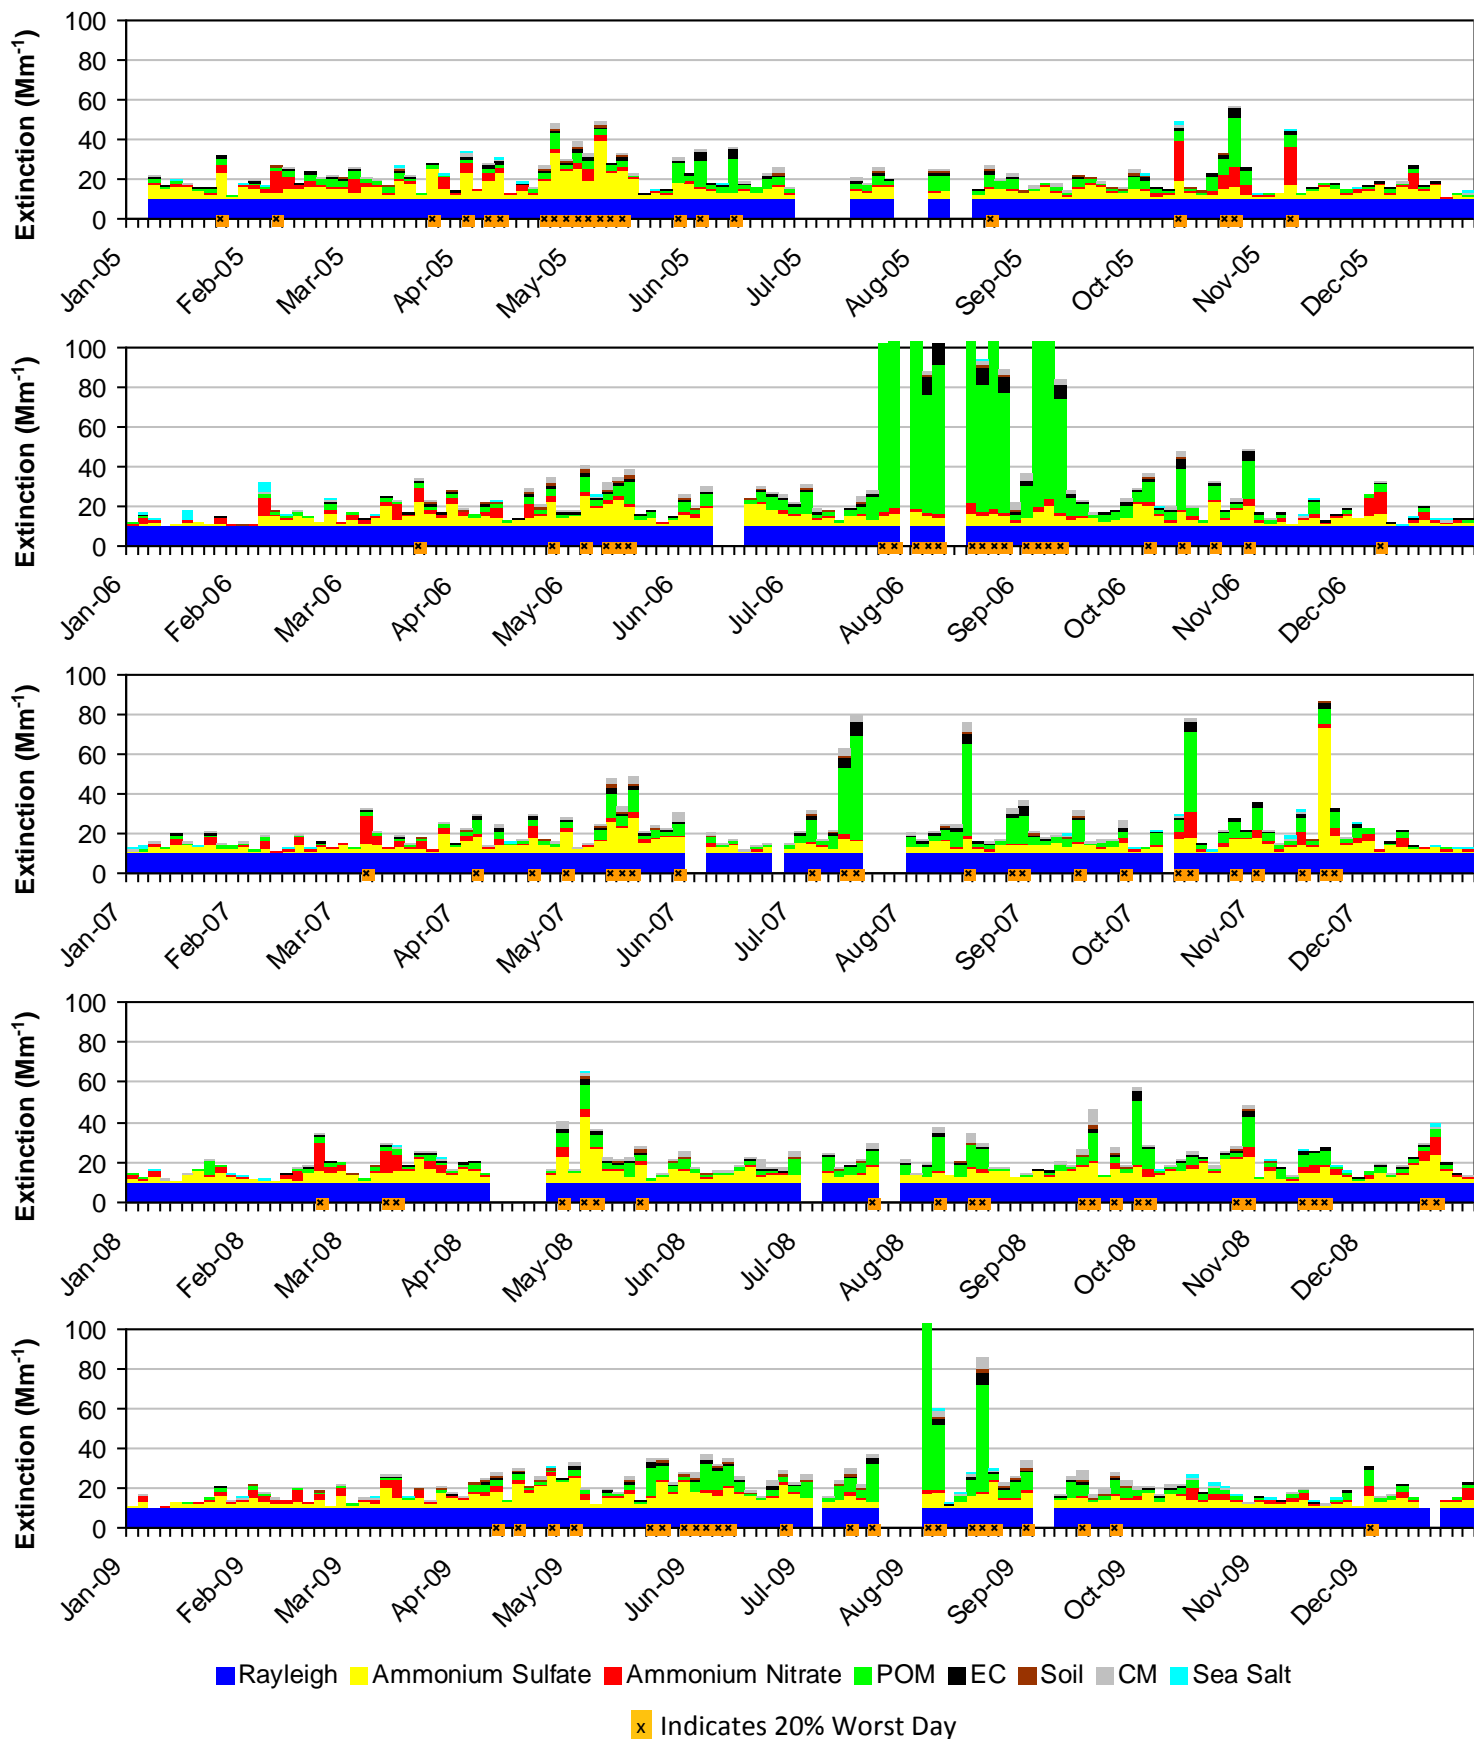 Extinction (Mm-1)
100
80
60
40
20
0
Jan-05 Feb-05 Mar-05 Apr-05 May-05 Jun-05 Jul-05 Aug-05 Sep-05 Oct-05 Nov-05 Dec-05
Extinction (Mm-1)
100
80
60
40
20
0
Jan-06 Feb-06 Mar-06 Apr-06 May-06 Jun-06 Jul-06 Aug-06 Sep-06 Oct-06 Nov-06 Dec-06
Extinction (Mm-1)
100
80
60
40
20
0
Jan-07 Feb-07 Mar-07 Apr-07 May-07 Jun-07 Jul-07 Aug-07 Sep-07 Oct-07 Nov-07 Dec-07
Extinction (Mm-1)
100
80
60
40
20
0
Jan-08 Feb-08 Mar-08 Apr-08 May-08 Jun-08 Jul-08 Aug-08 Sep-08 Oct-08 Nov-08 Dec-08
Extinction (Mm-1)
100
80
60
40
20
0
Jan-09 Feb-09 Mar-09 Apr-09 May-09 Jun-09 Jul-09 Aug-09 Sep-09 Oct-09 Nov-09 Dec-09
Rayleigh Ammonium Sulfate Ammonium Nitrate POM EC Soil CM Sea Salt
x Indicates 20% Worst Day